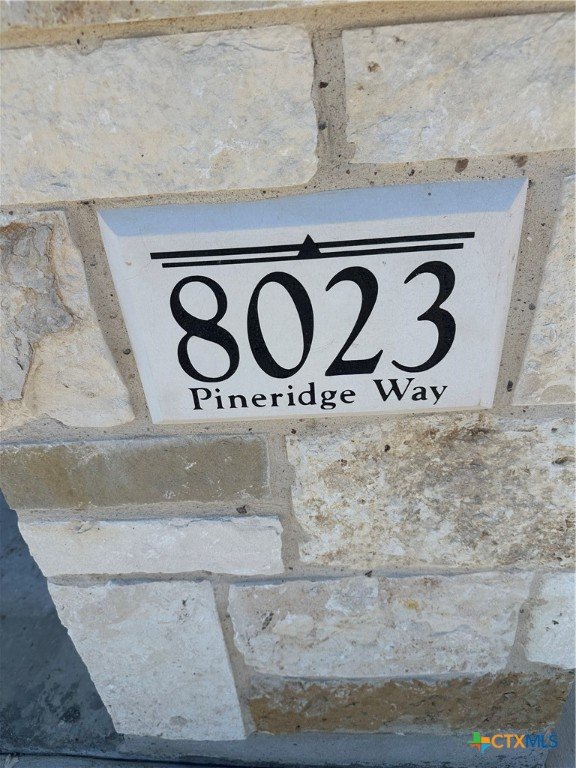 8023
Pineridge Way
CTXMLS